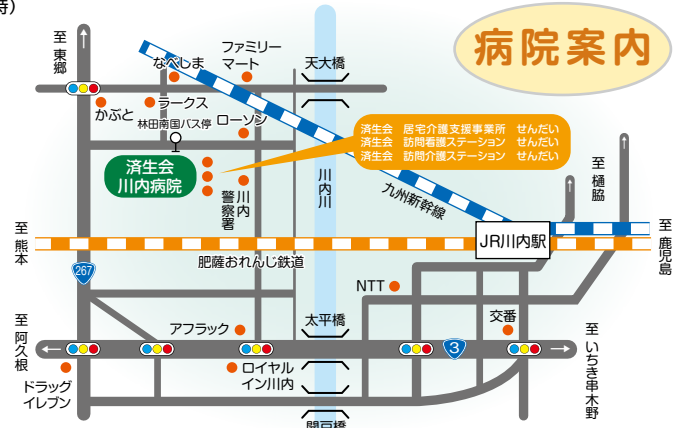 時)
病院案内
至 東郷
なべしま
ファミリー
マート
天大橋
かぶと
ラークス
林田南国バス停
ローソン
済生会
川内病院
済生会 居宅介護支援事業所 せんだい
済生会 訪問看護ステーション せんだい
済生会 訪問介護ステーション せんだい
川内
警察署
川内川
九州新幹線
至 樋脇
至 熊本
JR川内駅
至 鹿児島
肥薩おれんじ鉄道
267
NTT
至 阿久根
アフラック
太平橋
交番
3
至 いちき串木野
ドラッグ
イレブン
ロイヤル
イン川内
開戸橋